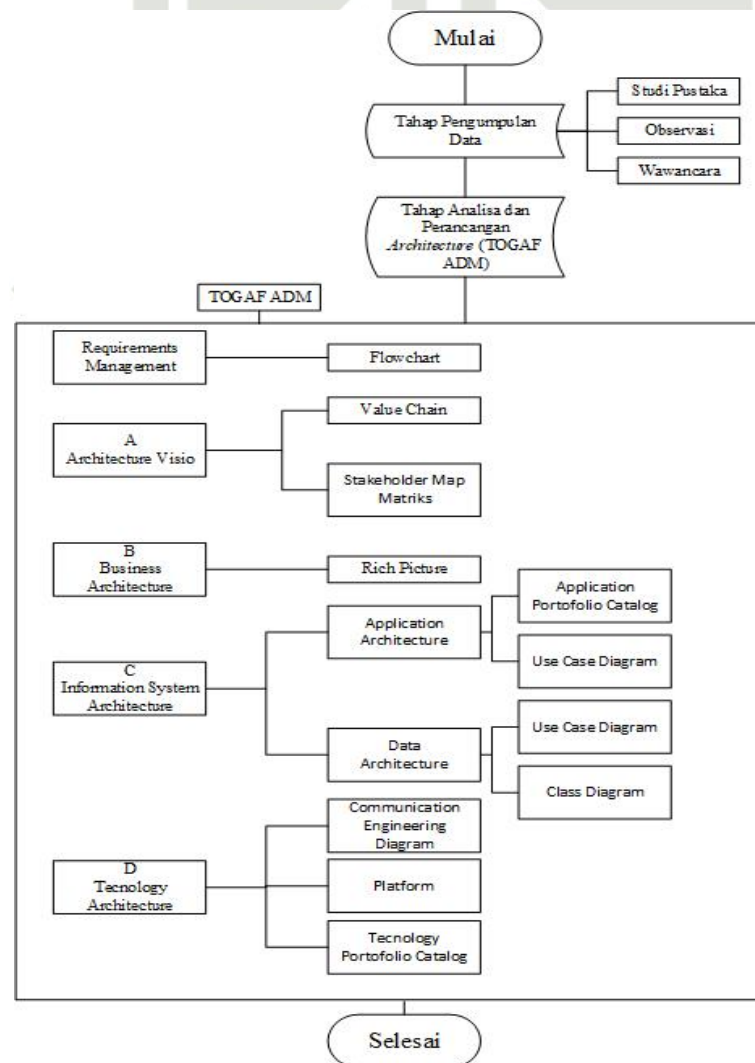 Mulai
Tahap Pengumpulan
Data
Studi Pustaka
Observasi
Wawancara
Tahap Analisa dan
Perancangan
Architecture (TOGAF
ADM)
TOGAF ADM
Requirements
Management
Flowchart
A
Architecture Visio
Value Chain
Stakeholder Map
Matriks
B
Business
Architecture
Rich Picture
C
Information System
Architecture
Application
Architecture
Application
Portofolio Catalog
Use Case Diagram
Data
Architecture
Use Case Diagram
Class Diagram
D
Tecnology
Architecture
Communication
Engineering
Diagram
Platform
Tecnology
Portofolio Catalog
Selesai